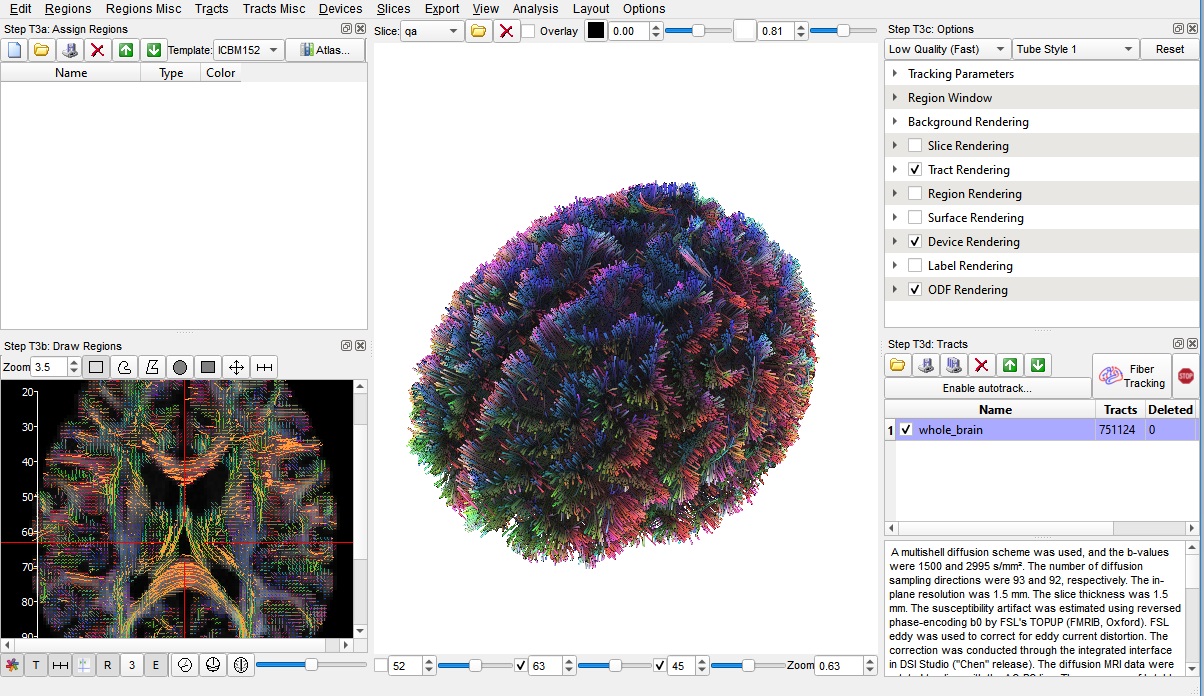 Edit Regions Regions Misc Tracts Tracts Misc Devices Slices Export View Analysis Layout Options
Step T3a: Assign Regions
Template: ICBM152 Atlas...
Name Type Color
Slice: qa Overlay 0.00 0.81
Step T3c: Options
Low Quality (Fast) Tube Style 1 Reset
Tracking Parameters
Region Window
Background Rendering
Slice Rendering
Tract Rendering
Region Rendering
Surface Rendering
Device Rendering
Label Rendering
ODF Rendering
Step T3b: Draw Regions
Zoom 3.5
20
30
40
50
60
70
80
90
T R 3 E
52 63 45 Zoom 0.63
Step T3d: Tracts
Fiber
Tracking
STOP
Enable autotrack...
Name Tracts Deleted
1 whole_brain 751124 0
A multishell diffusion scheme was used, and the b-values
were 1500 and 2995 s/mm². The number of diffusion
sampling directions were 93 and 92, respectively. The in-
plane resolution was 1.5 mm. The slice thickness was 1.5
mm. The susceptibility artifact was estimated using reversed
phase-encoding b0 by FSL's TOPUP (FMRIB, Oxford). FSL
eddy was used to correct for eddy current distortion. The
correction was conducted through the integrated interface
in DSI Studio ("Chen" release). The diffusion MRI data were